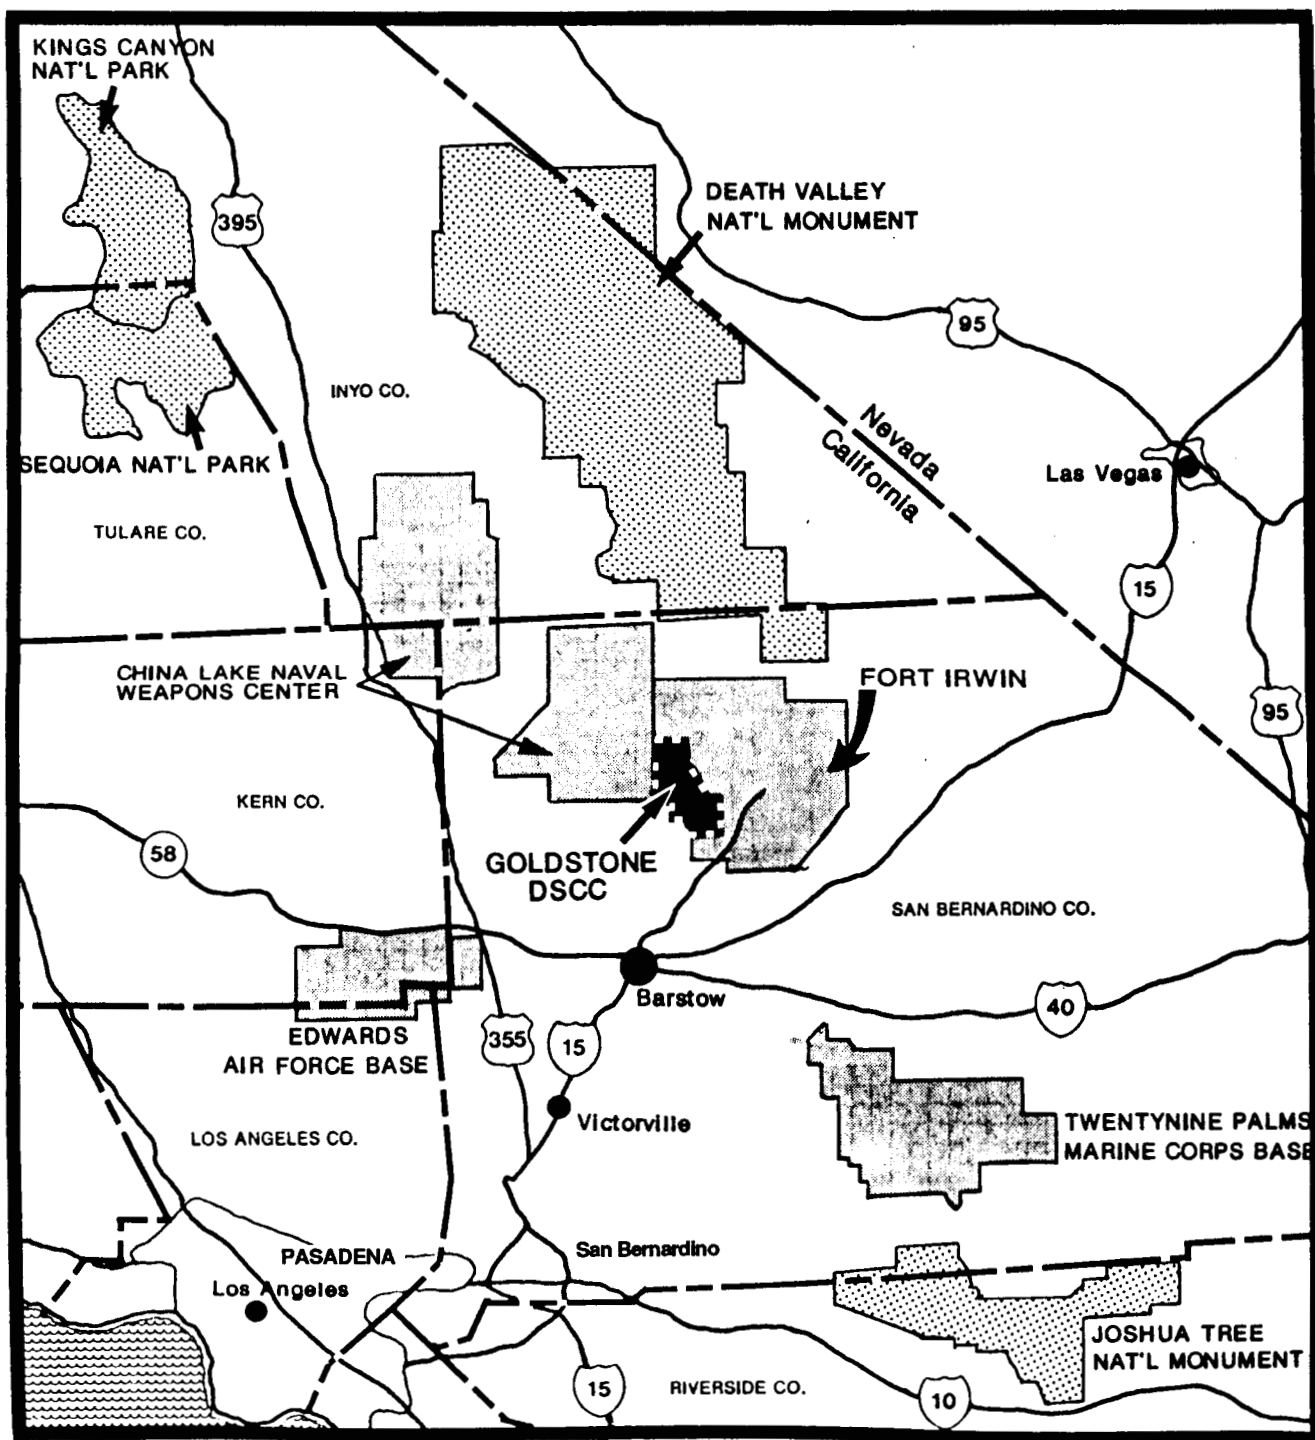 KINGS CANYON
NAT'L PARK
395
DEATH VALLEY
NAT'L MONUMENT
95
INYO CO.
Nevada
California
Las Vegas
SEQUOIA NAT'L PARK
TULARE CO.
15
CHINA LAKE NAVAL
WEAPONS CENTER
FORT IRWIN
95
KERN CO.
58
GOLDSTONE
DSCC
SAN BERNARDINO CO.
Barstow
40
EDWARDS
AIR FORCE BASE
355
15
Victorville
TWENTYNINE PALMS
MARINE CORPS BASE
LOS ANGELES CO.
PASADENA
San Bernardino
Los Angeles
JOSHUA TREE
NAT'L MONUMENT
15
RIVERSIDE CO.
10